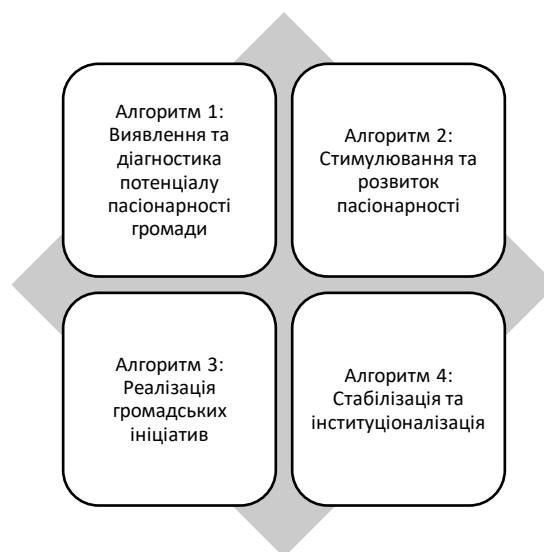 Алгоритм 1:
Виявлення та
діагностика
потенціалу
пасіонарності
громади
Алгоритм 2:
Стимулювання та
розвиток
пасіонарності
Алгоритм 3:
Реалізація
громадських
ініціатив
Алгоритм 4:
Стабілізація та
інституціоналізація